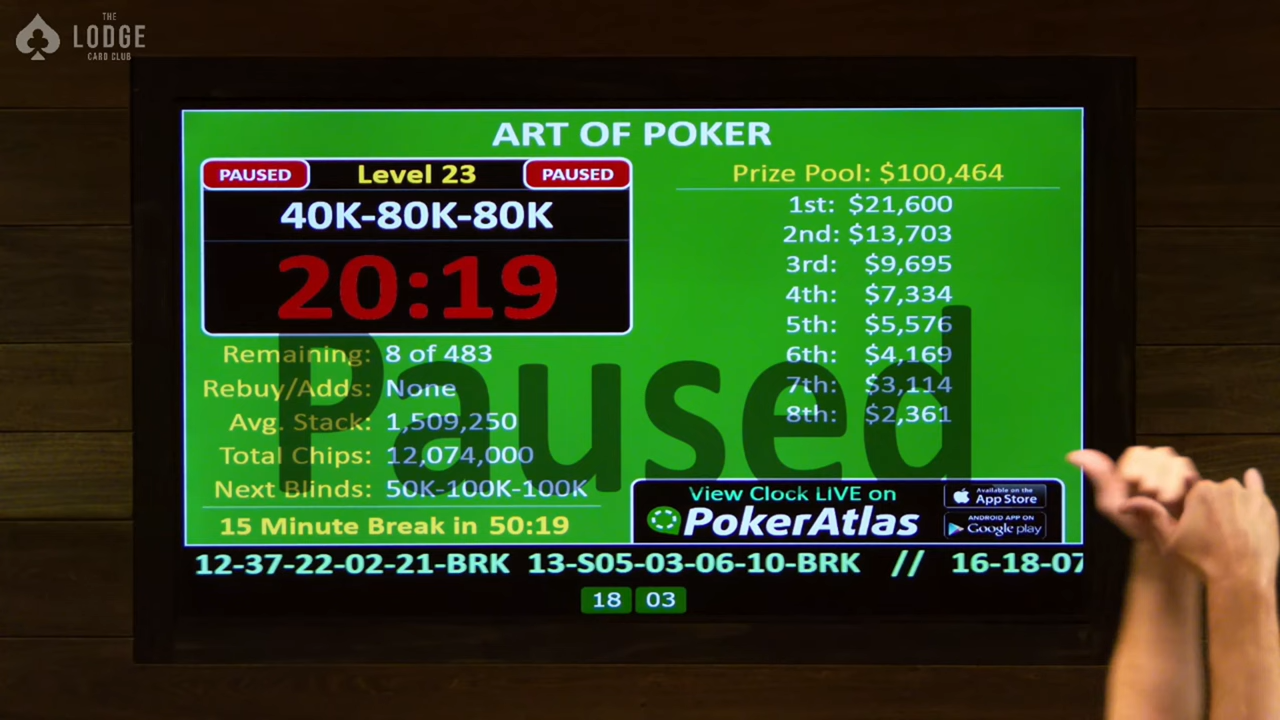 THE
LODGE
CARD CLUB
ART OF POKER
PAUSED Level 23 PAUSED
40K-80K-80K
20:19
Remaining: 8 of 483
Rebuy/Adds: None
Avg. Stack: 1,509,250
Total Chips: 12,074,000
Next Blinds: 50K-100K-100K
15 Minute Break in 50:19
Prize Pool: $100,464
1st: $21,600
2nd: $13,703
3rd: $9,695
4th: $7,334
5th: $5,576
6th: $4,169
7th: $3,114
8th: $2,361
Paused
View Clock LIVE on
PokerAtlas
Available on the
App Store
ANDROID APP ON
Google play
12-37-22-02-21-BRK 13-S05-03-06-10-BRK // 16-18-07
18 03